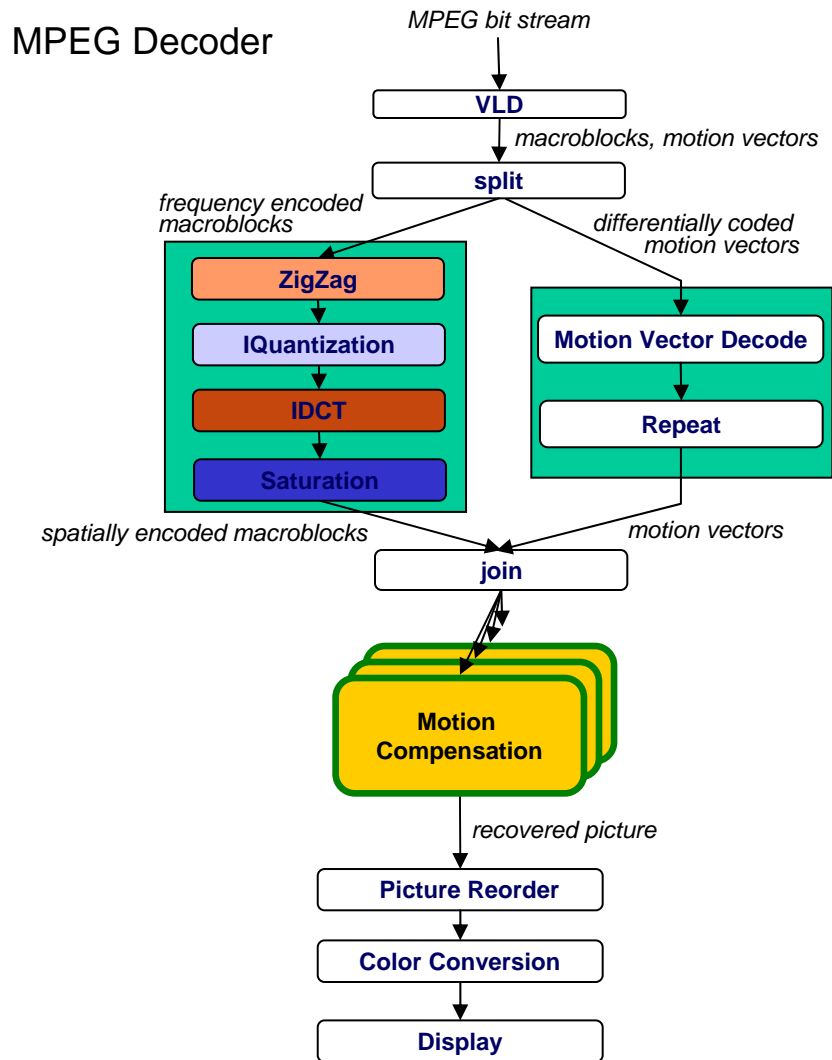 MPEG Decoder
MPEG bit stream
VLD
macroblocks, motion vectors
split
frequency encoded
macroblocks
differentially coded
motion vectors
ZigZag
IQuantization
IDCT
Saturation
Motion Vector Decode
Repeat
spatially encoded macroblocks
motion vectors
join
Motion
Compensation
recovered picture
Picture Reorder
Color Conversion
Display